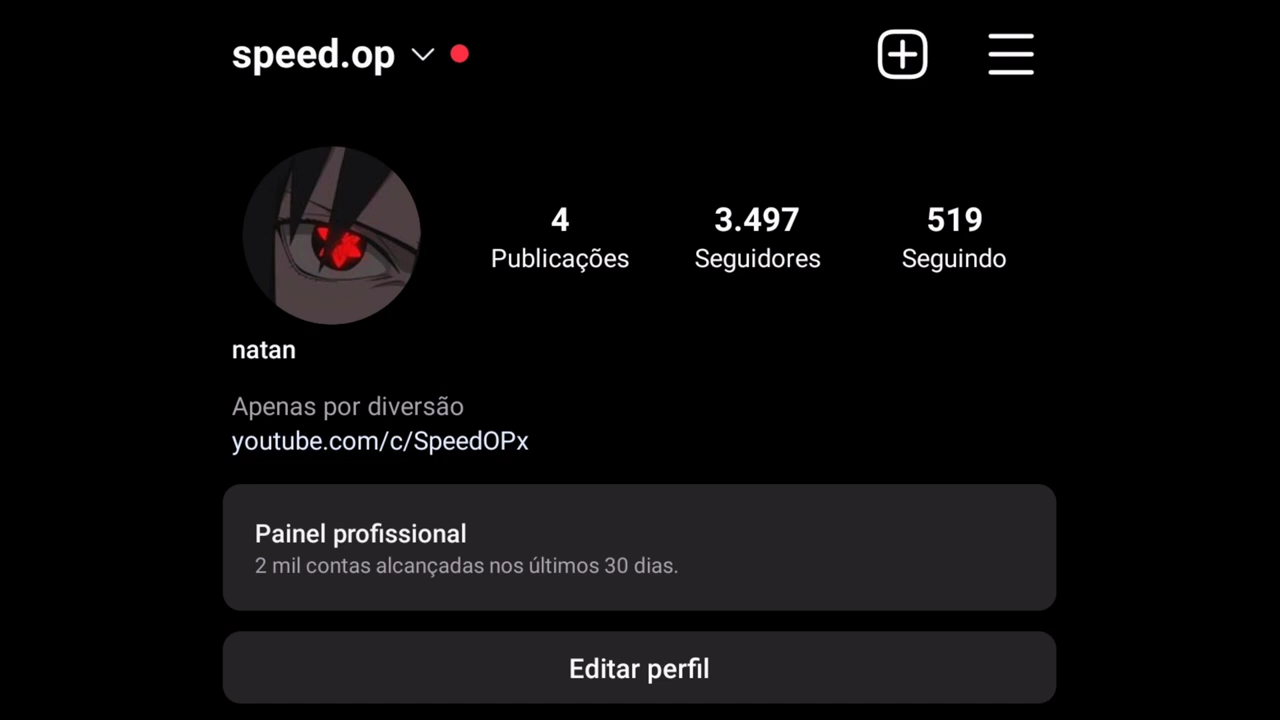 speed.op
4
3.497
519
Publicações
Seguidores
Seguindo
natan
Apenas por diversão
youtube.com/c/SpeedOPx
Painel profissional
2 mil contas alcançadas nos últimos 30 dias.
Editar perfil